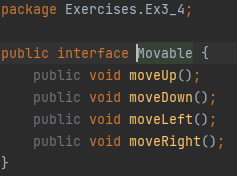 package Exercises.Ex3_4;
public interface Movable {
    public void moveUp();
    public void moveDown();
    public void moveLeft();
    public void moveRight();
}